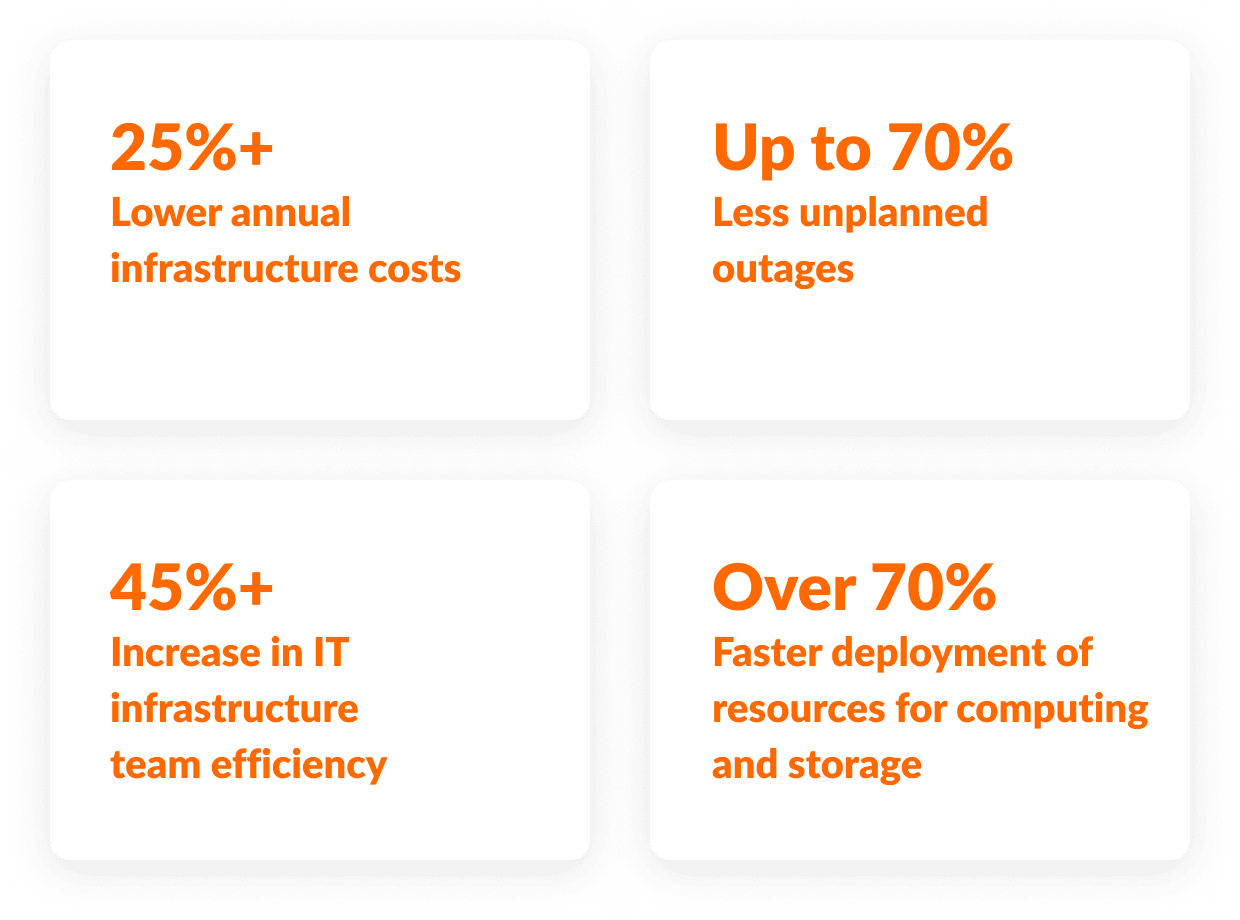 25%+
Lower annual
infrastructure costs
Up to 70%
Less unplanned
outages
45%+
Increase in IT
infrastructure
team efficiency
Over 70%
Faster deployment of
resources for computing
and storage